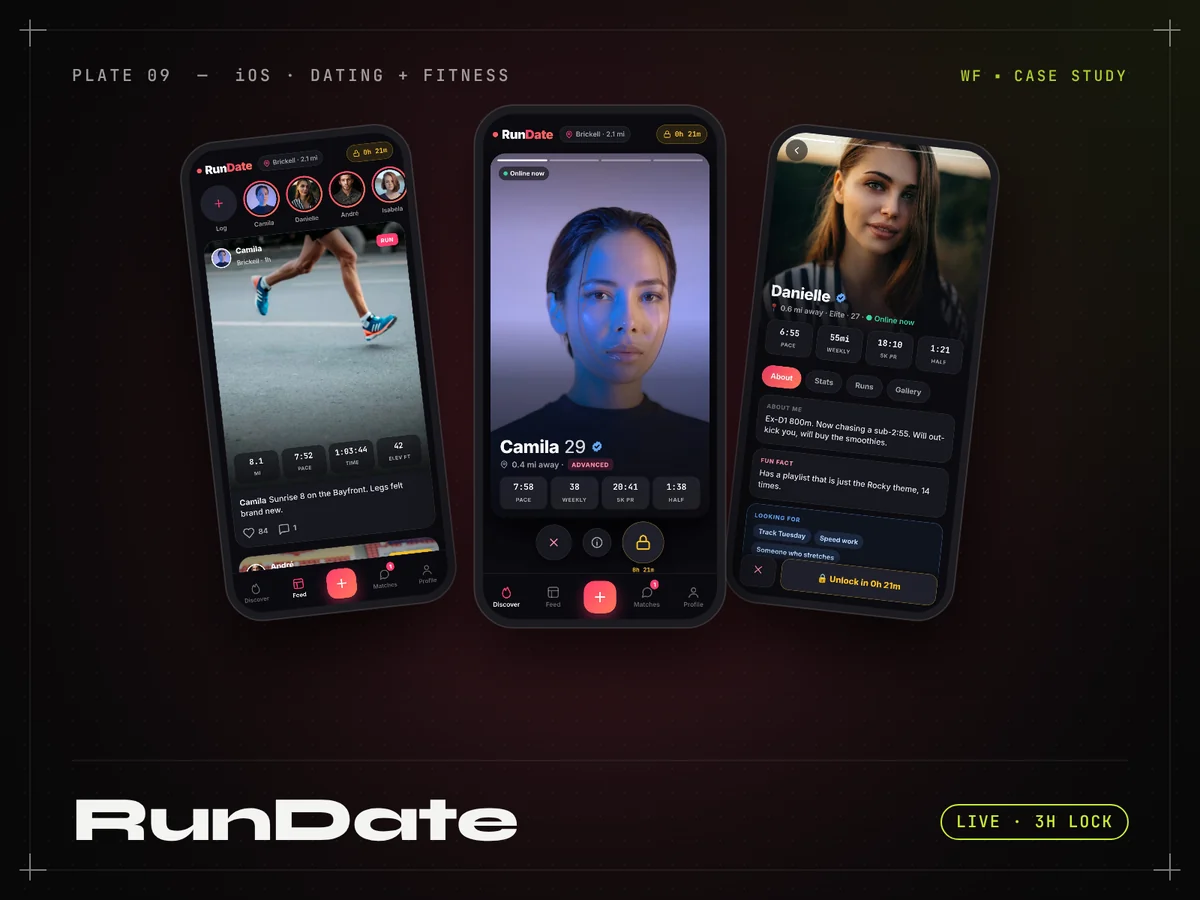 PLATE 09 — iOS · DATING + FITNESS
WF ▪ CASE STUDY
RunDate
Brickell · 2.1 mi
0h 21m
Log
Camila
Danielle
André
Isabela
Camila
Brickell · 1h
RUN
8.1
MI
7:52
PACE
1:03:44
TIME
42
ELEV FT
Camila Sunrise 8 on the Bayfront. Legs felt
brand new.
84
1
André
Discover
Feed
+
Matches
1
Profile
RunDate
Brickell · 2.1 mi
0h 21m
Online now
Camila 29
0.4 mi away · ADVANCED
7:58
PACE
38
WEEKLY
20:41
5K PR
1:38
HALF
0h 21m
Discover
Feed
+
Matches
1
Profile
Danielle
0.6 mi away · Elite · 27 · Online now
6:55
PACE
55mi
WEEKLY
18:10
5K PR
1:21
HALF
About
Stats
Runs
Gallery
ABOUT ME
Ex-D1 800m. Now chasing a sub-2:55. Will out-
kick you, will buy the smoothies.
FUN FACT
Has a playlist that is just the Rocky theme, 14
times.
LOOKING FOR
Track Tuesday
Speed work
Someone who stretches
Unlock in 0h 21m
RunDate
LIVE · 3H LOCK